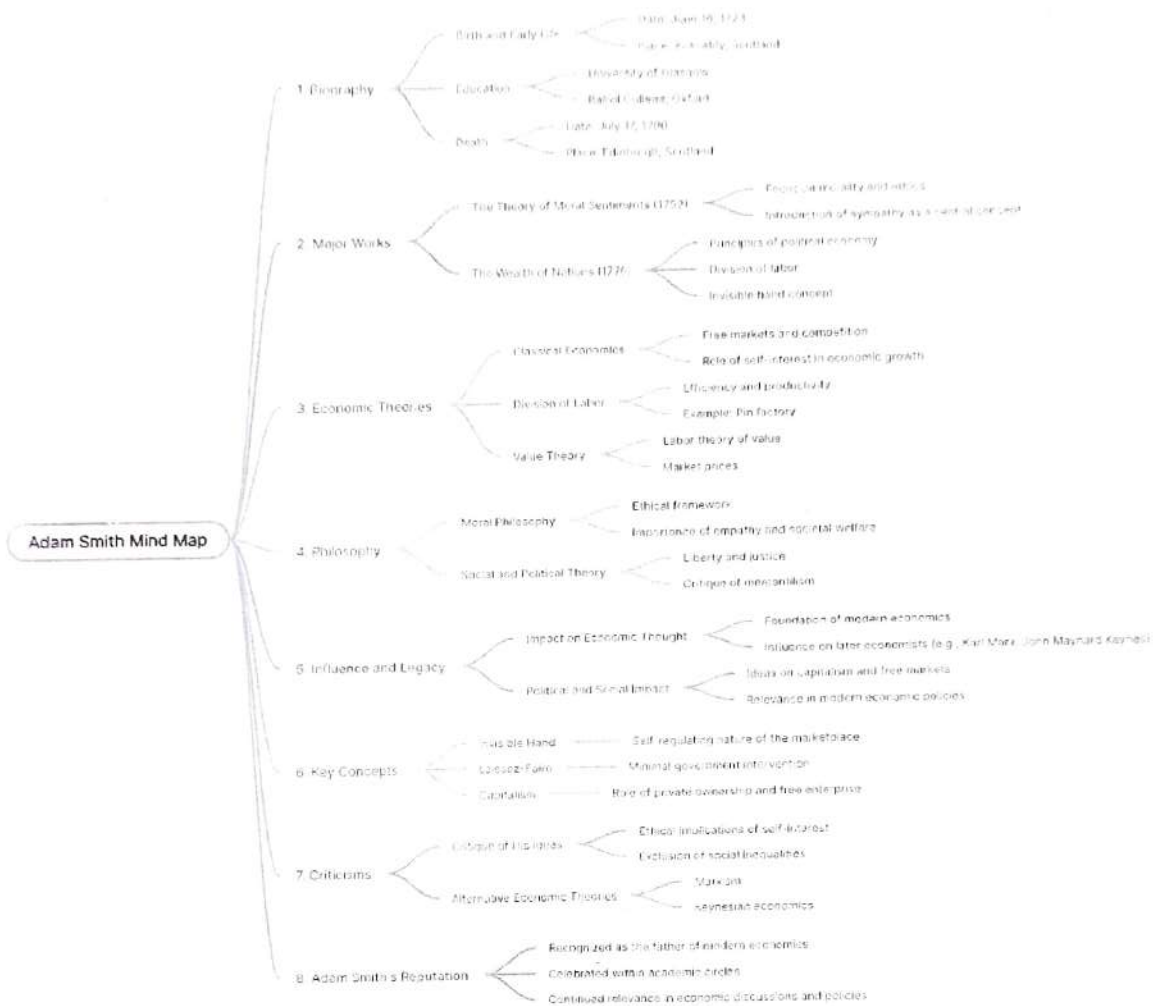 Adam Smith Mind Map
1. Biography
Birth and Early Life
Date: June 16, 1723
Place: Kirkcaldy, Scotland
Education
University of Glasgow
Balliol College, Oxford
Death
Date: July 17, 1790
Place: Edinburgh, Scotland
2. Major Works
The Theory of Moral Sentiments (1759)
Focus on morality and ethics
Introduction of sympathy as a central concept
The Wealth of Nations (1776)
Principles of political economy
Division of labor
Invisible hand concept
3. Economic Theories
Classical Economics
Free markets and competition
Role of self-interest in economic growth
Division of Labor
Efficiency and productivity
Example: Pin factory
Value Theory
Labor theory of value
Market prices
4. Philosophy
Moral Philosophy
Ethical framework
Importance of empathy and societal welfare
Social and Political Theory
Liberty and justice
Critique of mercantilism
5. Influence and Legacy
Impact on Economic Thought
Foundation of modern economics
Influence on later economists (e.g., Karl Marx, John Maynard Keynes)
Political and Social Impact
Ideas on capitalism and free markets
Relevance in modern economic policies
6. Key Concepts
Invisible Hand
Self-regulating nature of the marketplace
Laissez-Faire
Minimal government intervention
Capitalism
Role of private ownership and free enterprise
7. Criticisms
Critique of His Ideas
Ethical implications of self-interest
Exclusion of social inequalities
Alternative Economic Theories
Marxism
Keynesian economics
8. Adam Smith's Reputation
Recognized as the father of modern economics
Celebrated within academic circles
Continued relevance in economic discussions and policies